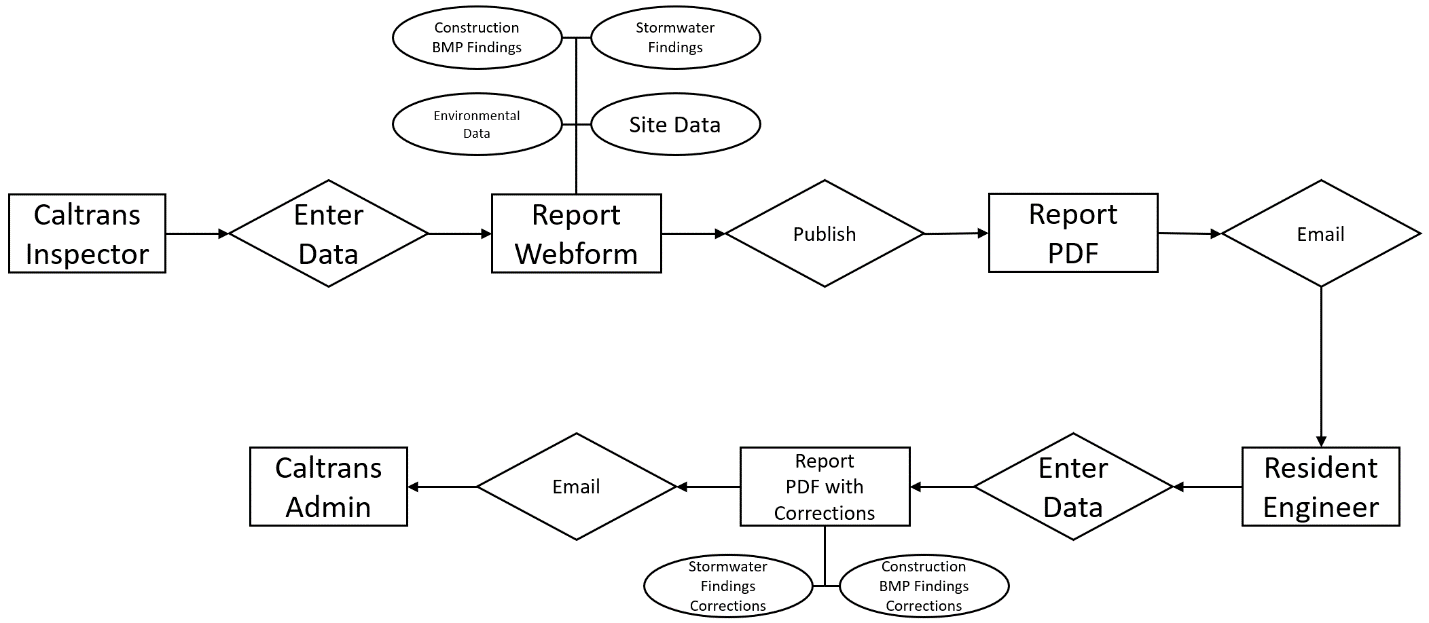 Construction
BMP Findings
Stormwater
Findings
Environmental
Data
Site Data
Caltrans
Inspector
Enter
Data
Report
Webform
Publish
Report
PDF
Email
Caltrans
Admin
Email
Report
PDF with
Corrections
Enter
Data
Resident
Engineer
Stormwater
Findings
Corrections
Construction
BMP Findings
Corrections